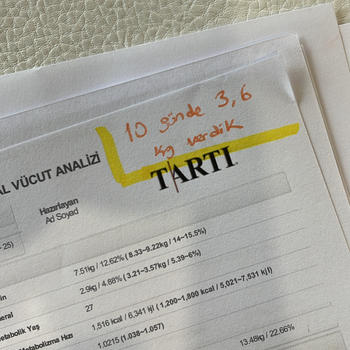 10 günde 3,6
kg verdik
AL VÜCUT ANALİZİ
TARTI
Hazırlayan
Ad Soyad
- 25)
7.51kg / 12.62% (8.33~9.22kg / 14~15.5%)
2.9kg / 4.88% (3.21~3.57kg / 5.39~6%)
in
neral
27
etabolik Yaş
1,516 kcal / 6,341 kJ ( 1,200~1,800 kcal / 5,021~7,531 kJ)
Metabolizma Hızı
1.0215 (1.038~1.057)
13.48kg / 22.66%